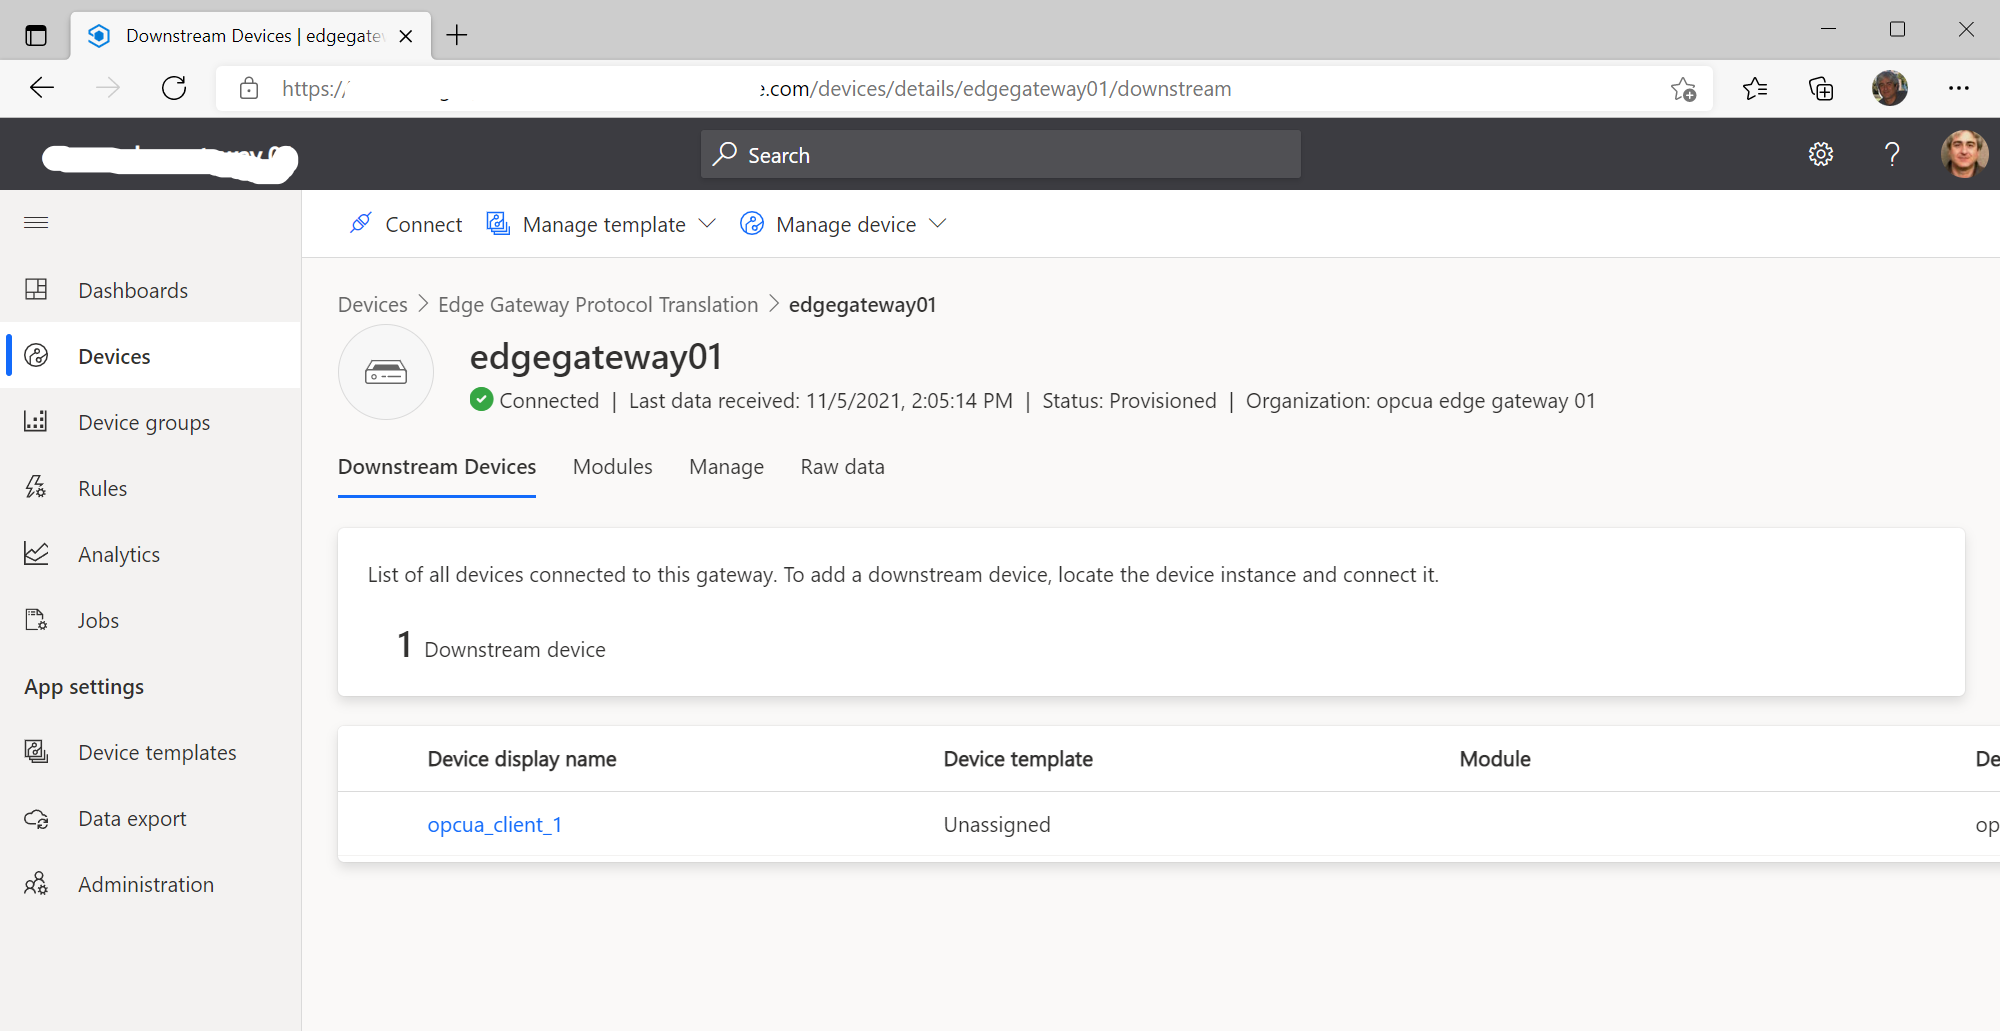 Downstream Devices | edgegatew
https://
.com/devices/details/edgegateway01/downstream
Search
?
Connect
Manage template
Manage device
Dashboards
Devices
Device groups
Rules
Analytics
Jobs
App settings
Device templates
Data export
Administration
Devices > Edge Gateway Protocol Translation > edgegateway01
edgegateway01
Connected | Last data received: 11/5/2021, 2:05:14 PM | Status: Provisioned | Organization: opcua edge gateway 01
Downstream Devices Modules Manage Raw data
List of all devices connected to this gateway. To add a downstream device, locate the device instance and connect it.
1 Downstream device
Device display name Device template Module De
opcua_client_1 Unassigned op